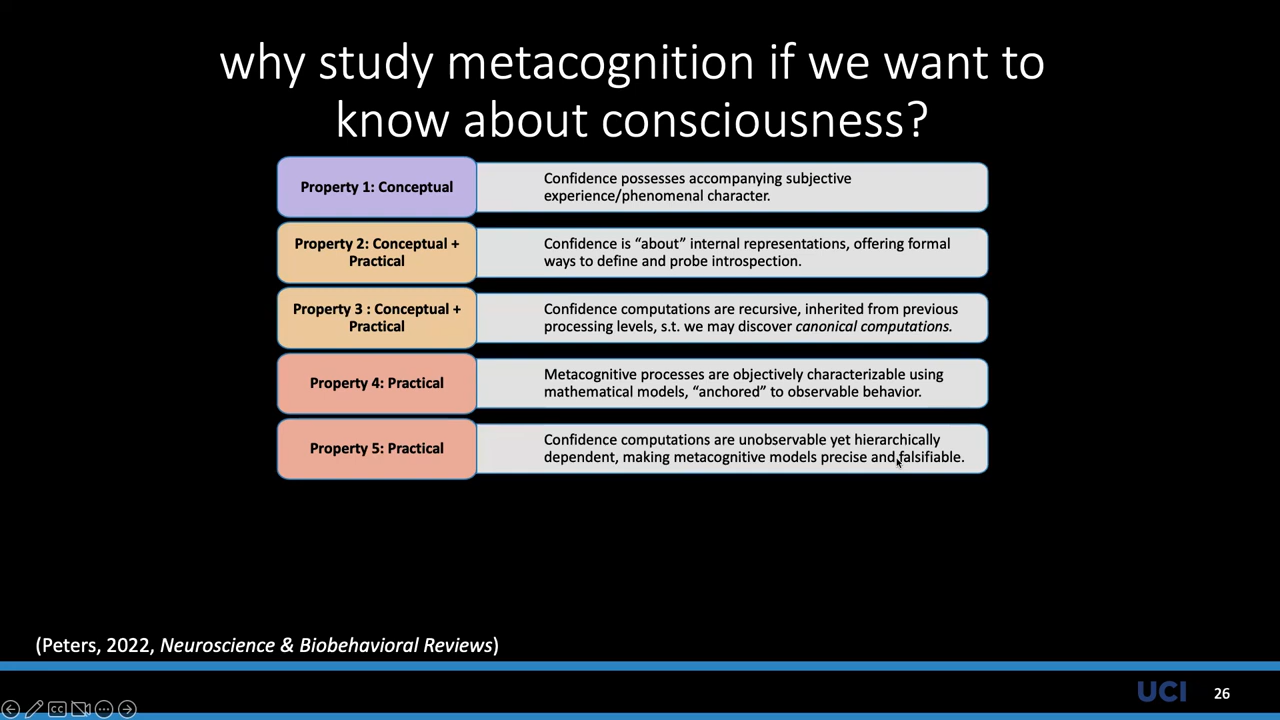 why study metacognition if we want to
know about consciousness?
Property 1: Conceptual
Confidence possesses accompanying subjective
experience/phenomenal character.
Property 2: Conceptual +
Practical
Confidence is “about” internal representations, offering formal
ways to define and probe introspection.
Property 3 : Conceptual +
Practical
Confidence computations are recursive, inherited from previous
processing levels, s.t. we may discover canonical computations.
Property 4: Practical
Metacognitive processes are objectively characterizable using
mathematical models, “anchored” to observable behavior.
Property 5: Practical
Confidence computations are unobservable yet hierarchically
dependent, making metacognitive models precise and falsifiable.
(Peters, 2022, Neuroscience & Biobehavioral Reviews)
CC
UCI
26